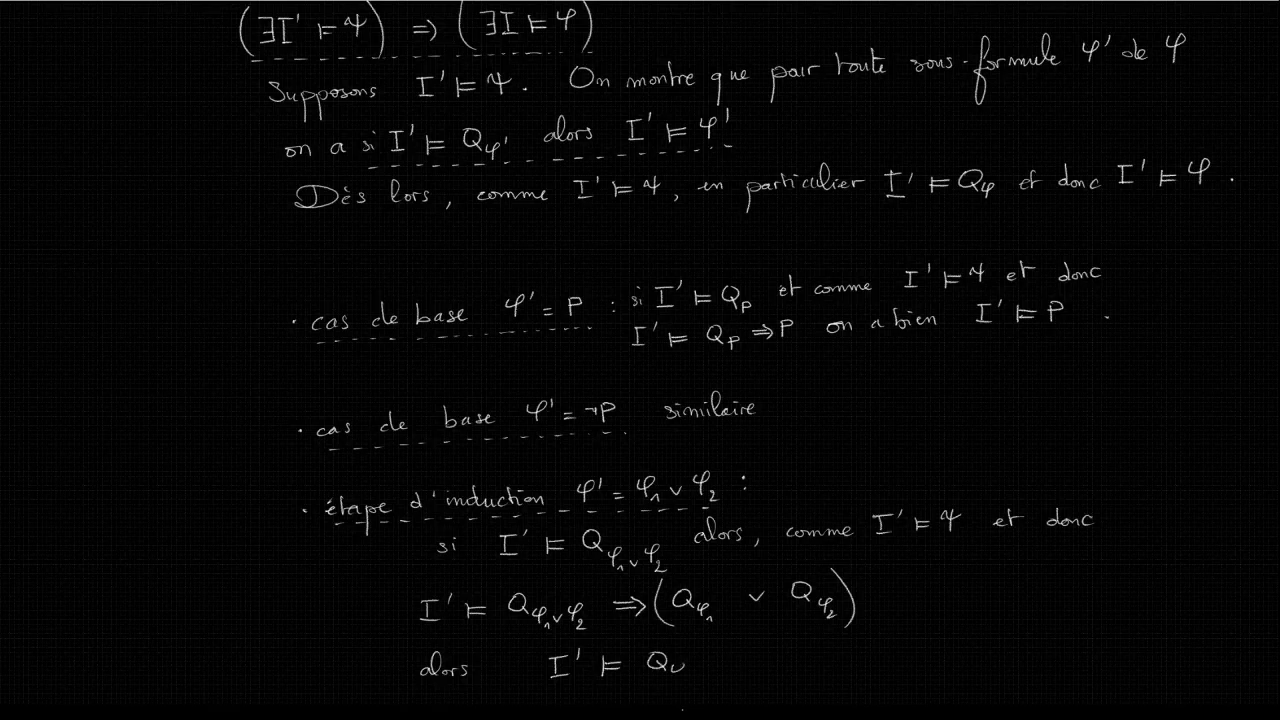 (∃I' ⊨ Ψ) ⇒ (∃I ⊨ φ)
Supposons I' ⊨ Ψ. On montre que pour toute sous-formule φ' de φ
on a si I' ⊨ Q_φ' alors I' ⊨ φ'
Dès lors, comme I' ⊨ Ψ, en particulier I' ⊨ Q_φ et donc I' ⊨ φ.
· cas de base φ' = P : si I' ⊨ Q_P et comme I' ⊨ Ψ et donc
I' ⊨ Q_P ⇒ P on a bien I' ⊨ P.
· cas de base φ' = ¬P similaire
· étape d'induction φ' = φ₁ ∨ φ₂ :
si I' ⊨ Q_φ₁∨φ₂ alors, comme I' ⊨ Ψ et donc
I' ⊨ Q_φ₁∨φ₂ ⇒ (Q_φ₁ ∨ Q_φ₂)
alors I' ⊨ Q